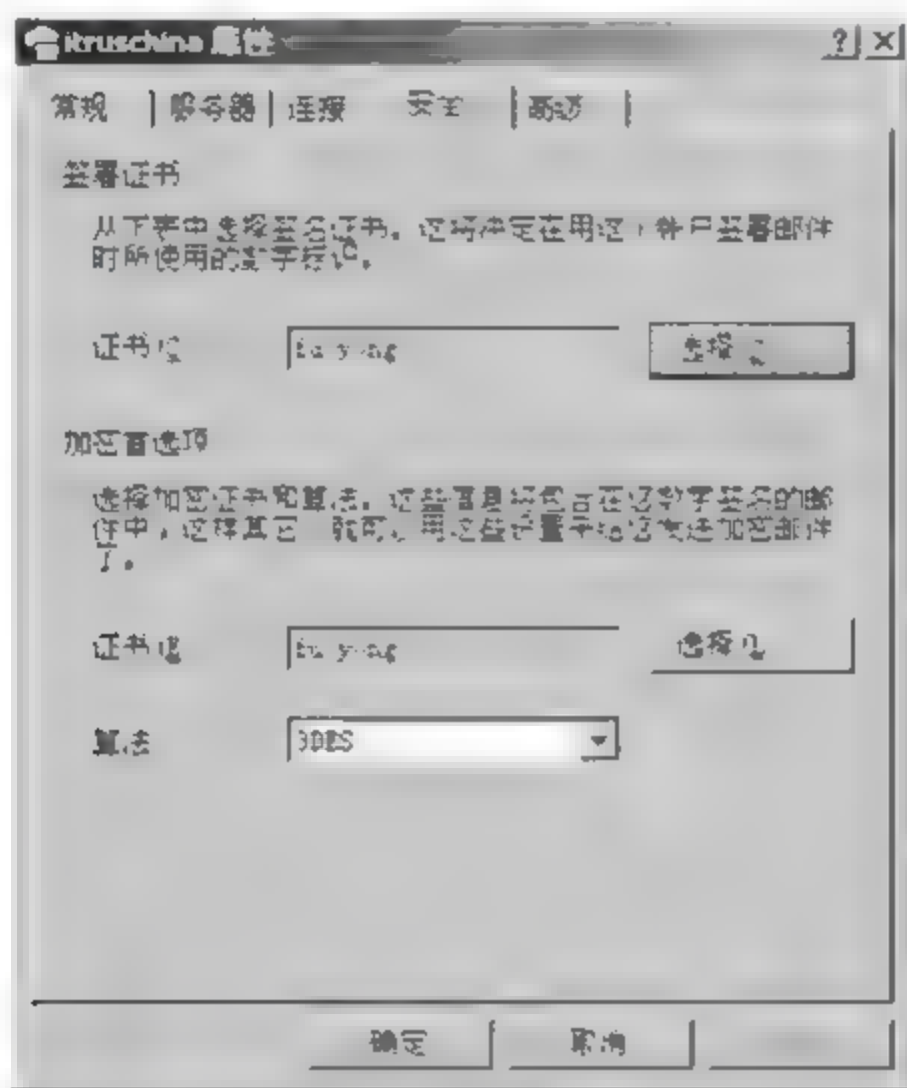 itruschina 属性
常规 服务器 连接 安全 高级
签署证书
从下表中选择签名证书。这将决定在用这个帐户签署邮件
时所使用的数字标识。
证书
选择
加密首选项
选择加密证书和算法。这些信息将包含在您数字签名的邮
件中，这样其它 就可 用这些设置 给您发送加密邮件
了。
证书
选择
算法 3DES
确定 取消